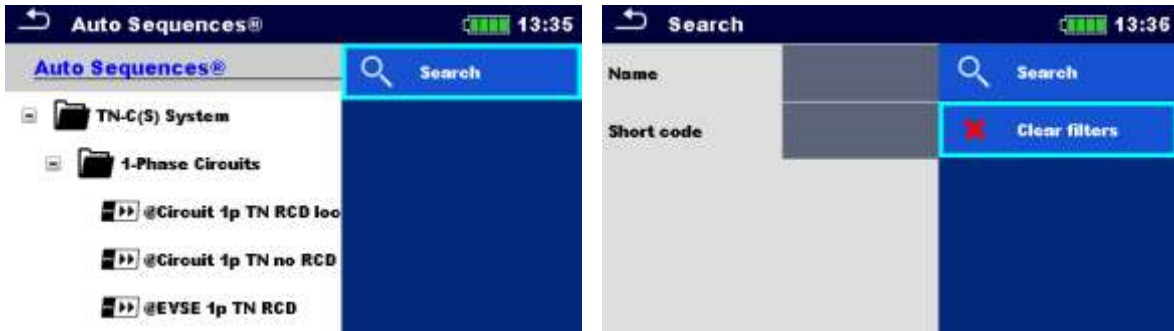 Auto Sequences® 13:35
Auto Sequences® Search
TN-C(S) System
1-Phase Circuits
@Circuit 1p TN RCD loo
@Circuit 1p TN no RCD
@EVSE 1p TN RCD
Search 13:36
Name Search
Short code Clear filters